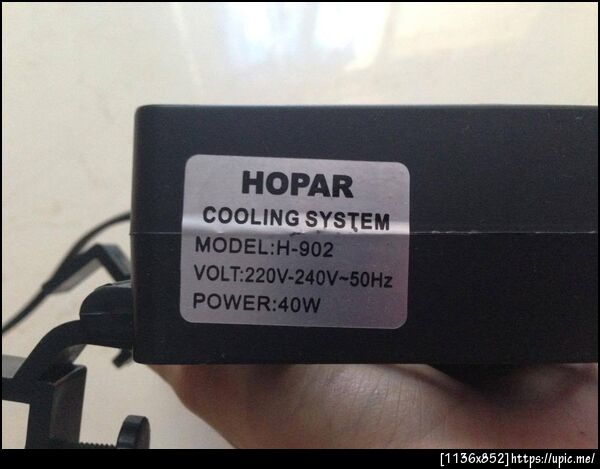 HOPAR
COOLING SYSTEM
MODEL:H-902
VOLT:220V-240V~50Hz
POWER:40W
[1136x852]https://upic.me/